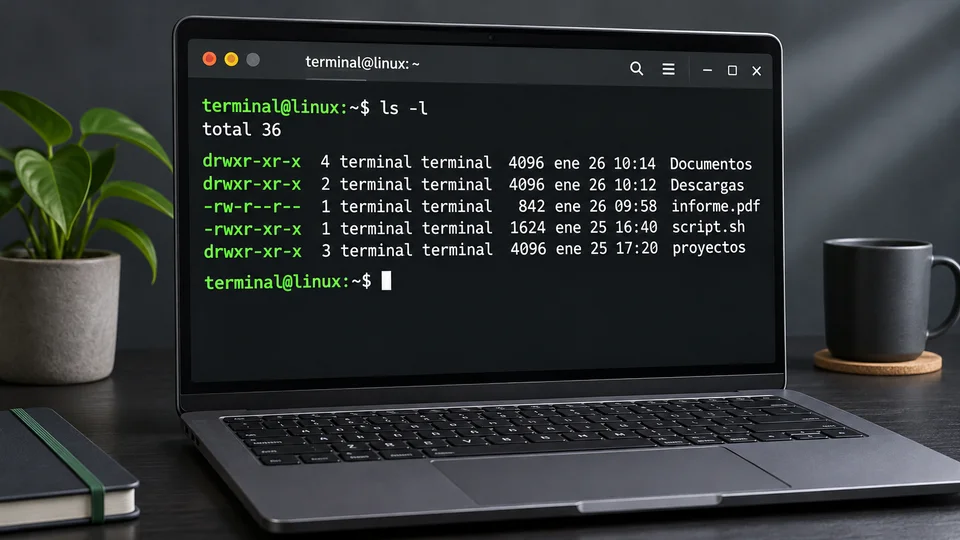 terminal@linux: ~
terminal@linux:~$ ls -l
total 36
drwxr-xr-x 4 terminal terminal 4096 ene 26 10:14 Documentos
drwxr-xr-x 2 terminal terminal 4096 ene 26 10:12 Descargas
-rw-r--r-- 1 terminal terminal 842 ene 26 09:58 informe.pdf
-rwxr-xr-x 1 terminal terminal 1624 ene 25 16:40 script.sh
drwxr-xr-x 3 terminal terminal 4096 ene 25 17:20 proyectos
terminal@linux:~$